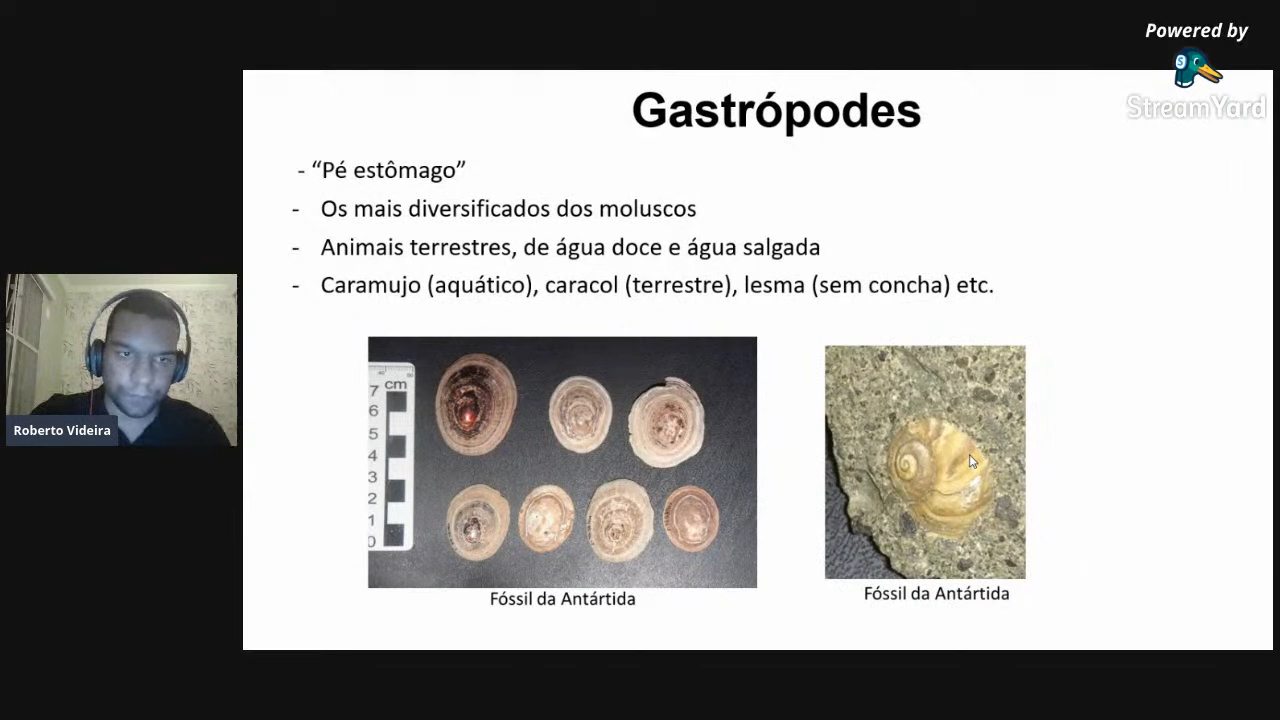 Powered by
StreamYard
Gastrópodes
- “Pé estômago”
- Os mais diversificados dos moluscos
- Animais terrestres, de água doce e água salgada
- Caramujo (aquático), caracol (terrestre), lesma (sem concha) etc.
cm
7
6
5
4
3
2
1
0
Roberto Videira
Fóssil da Antártida
Fóssil da Antártida